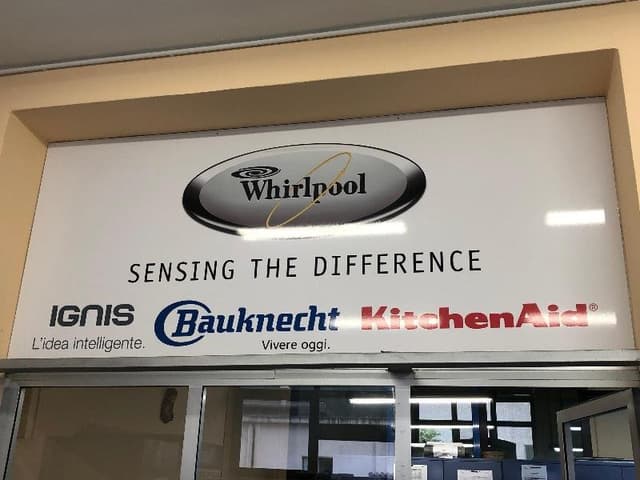 Whirlpool
SENSING THE DIFFERENCE
IGNIS Bauknecht KitchenAid®
L'idea intelligente. Vivere oggi.